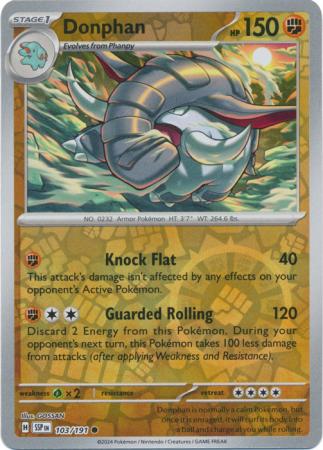 STAGE 1
Donphan
HP 150
Evolves from Phanpy
NO. 0232 Armor Pokémon HT: 3'7" WT: 264.6 lbs.
Knock Flat 40
This attack's damage isn't affected by any effects on your
opponent's Active Pokémon.
Guarded Rolling 120
Discard 2 Energy from this Pokémon. During your
opponent's next turn, this Pokémon takes 100 less damage
from attacks (after applying Weakness and Resistance).
weakness ×2 resistance retreat
Illus. GOSSAN
H SSP EN 103/191
©2024 Pokémon / Nintendo / Creatures / GAME FREAK
Donphan is normally a calm Pokémon, but
once it is enraged, it will curl its body up
and charge at you while rotating.